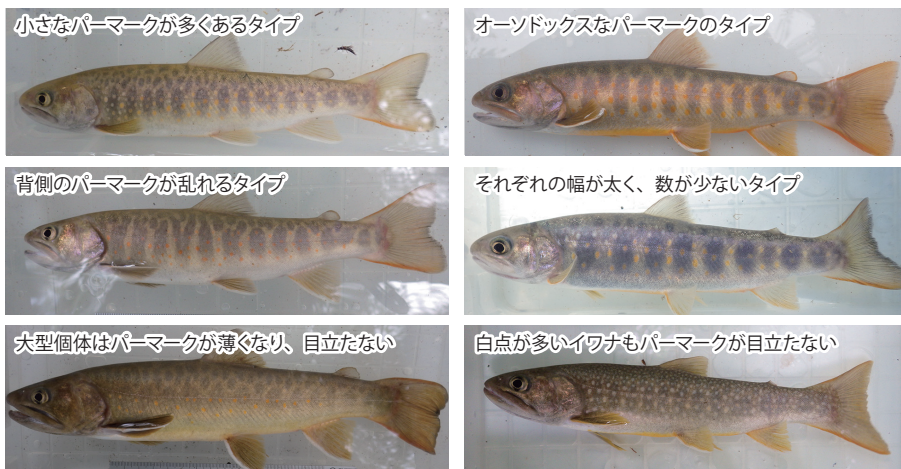 小さなパーマークが多くあるタイプ
オーソドックスなパーマークのタイプ
背側のパーマークが乱れるタイプ
それぞれの幅が太く、数が少ないタイプ
大型個体はパーマークが薄くなり、目立たない
白点が多いイワナもパーマークが目立たない